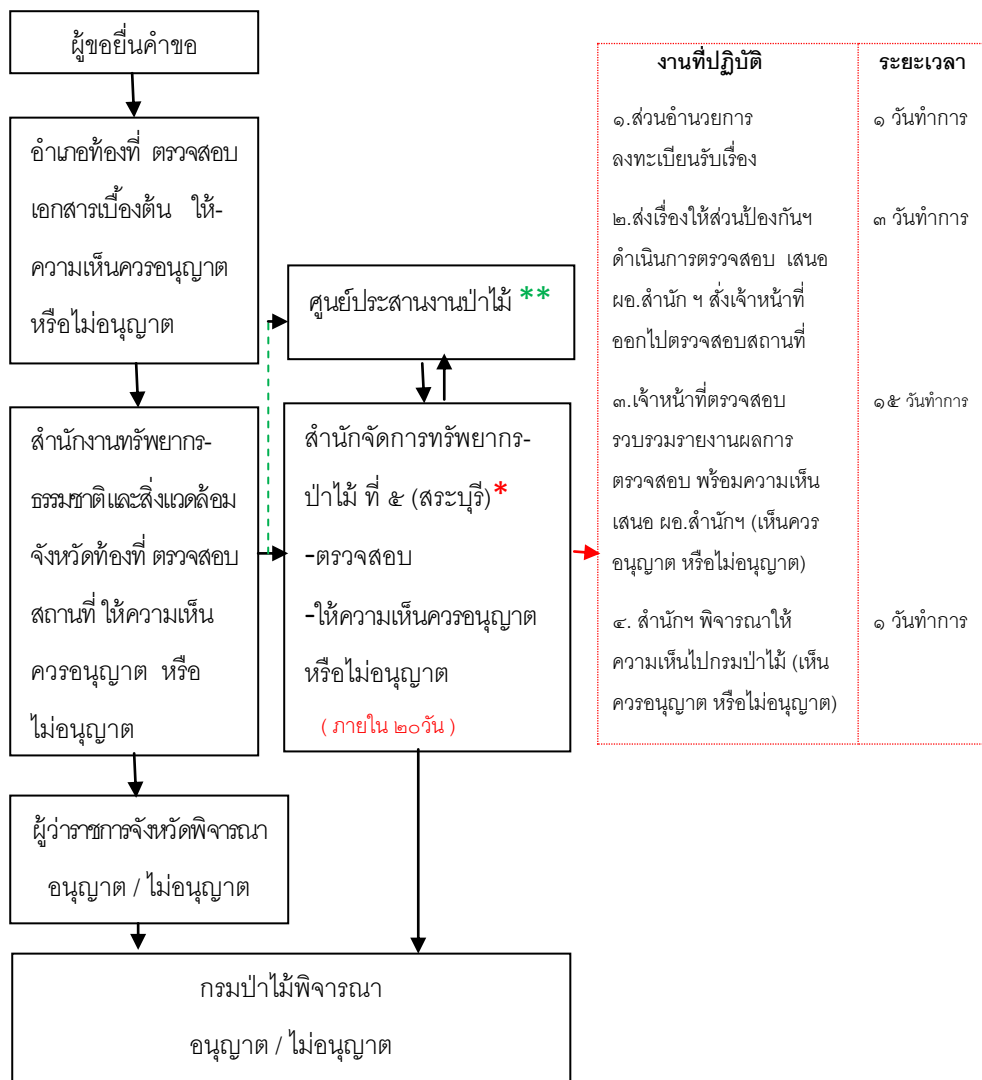 ผู้ขอยื่นคำขอ
อำเภอท้องที่ ตรวจสอบ
เอกสารเบื้องต้น ให้-
ความเห็นควรอนุญาต
หรือไม่อนุญาต
สำนักงานทรัพยากร-
ธรรมชาติและสิ่งแวดล้อม
จังหวัดท้องที่ ตรวจสอบ
สถานที่ ให้ความเห็น
ควรอนุญาต หรือ
ไม่อนุญาต
ผู้ว่าราชการจังหวัดพิจารณา
อนุญาต / ไม่อนุญาต
ศูนย์ประสานงานป่าไม้ **
สำนักจัดการทรัพยากร-
ป่าไม้ ที่ ๕ (สระบุรี)*
-ตรวจสอบ
-ให้ความเห็นควรอนุญาต
หรือไม่อนุญาต
( ภายใน ๒๐วัน )
กรมป่าไม้พิจารณา
อนุญาต / ไม่อนุญาต
งานที่ปฏิบัติ ระยะเวลา
๑.ส่วนอำนวยการ ๑ วันทำการ
ลงทะเบียนรับเรื่อง
๒.ส่งเรื่องให้ส่วนป้องกันฯ ๓ วันทำการ
ดำเนินการตรวจสอบ เสนอ
ผอ.สำนัก ฯ สั่งเจ้าหน้าที่
ออกไปตรวจสอบสถานที่
๓.เจ้าหน้าที่ตรวจสอบ ๑๕ วันทำการ
รวบรวมรายงานผลการ
ตรวจสอบ พร้อมความเห็น
เสนอ ผอ.สำนักฯ (เห็นควร
อนุญาต หรือไม่อนุญาต)
๔. สำนักฯ พิจารณาให้ ๑ วันทำการ
ความเห็นไปกรมป่าไม้ (เห็น
ควรอนุญาต หรือไม่อนุญาต)